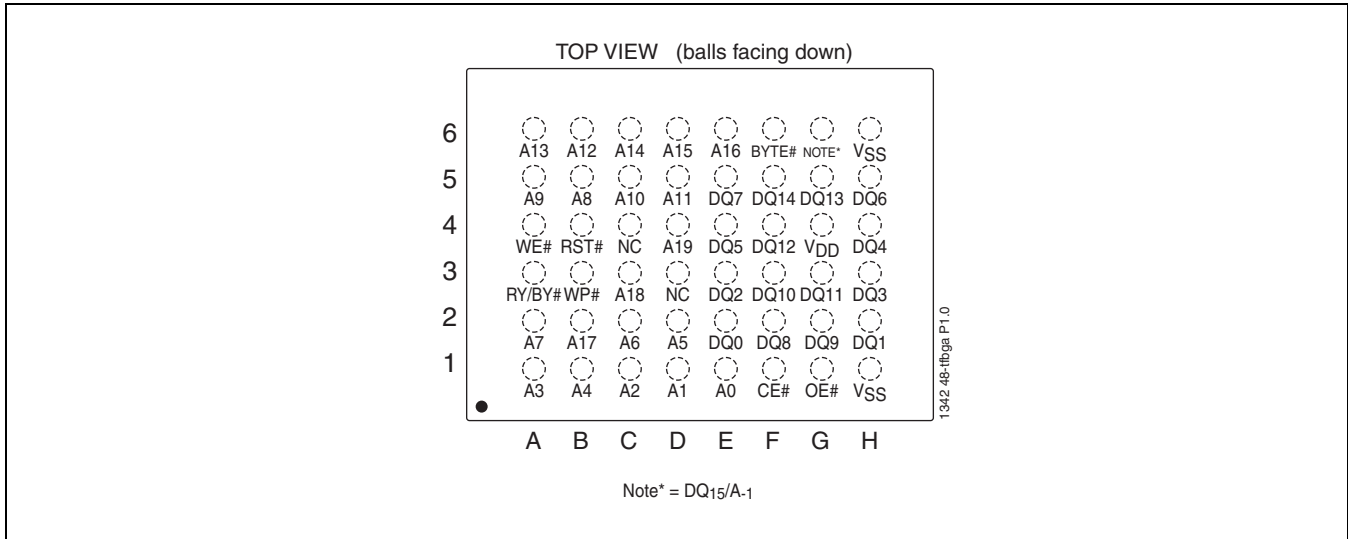 TOP VIEW (balls facing down)
6
A13 A12 A14 A15 A16 BYTE# NOTE* VSS
5
A9 A8 A10 A11 DQ7 DQ14 DQ13 DQ6
4
WE# RST# NC A19 DQ5 DQ12 VDD DQ4
3
RY/BY# WP# A18 NC DQ2 DQ10 DQ11 DQ3
2
A7 A17 A6 A5 DQ0 DQ8 DQ9 DQ1
1
A3 A4 A2 A1 A0 CE# OE# VSS
1342 48-tfbga P1.0
A B C D E F G H
Note* = DQ15/A-1